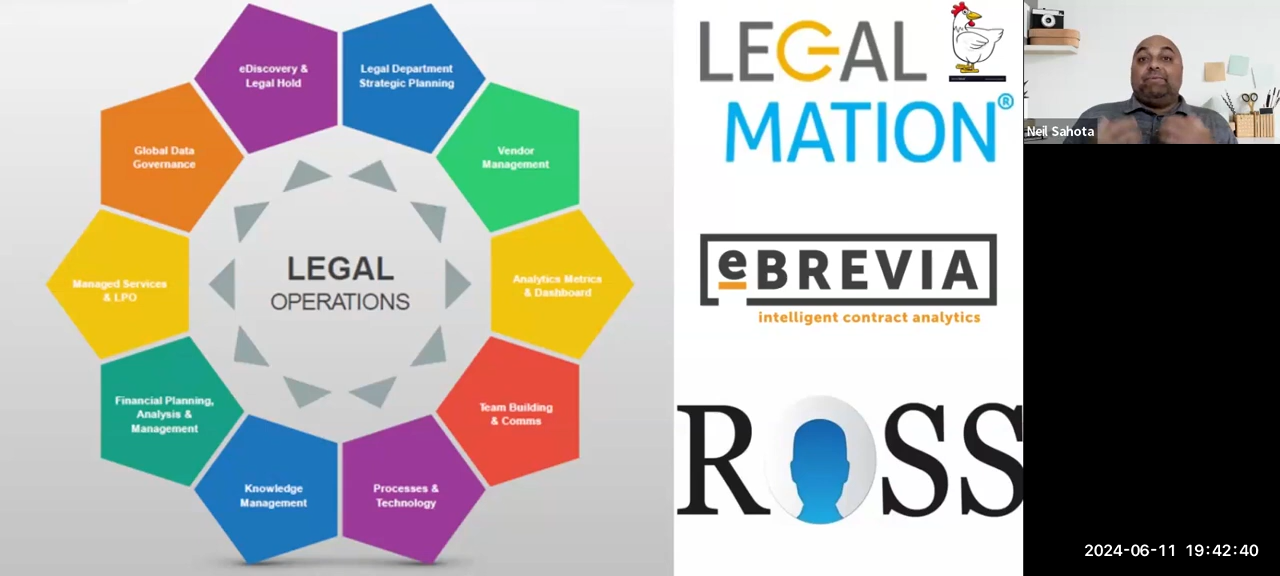 eDiscovery &
Legal Hold
Legal Department
Strategic Planning
Vendor
Management
Analytics Metrics
& Dashboard
Team Building
& Comms
Processes &
Technology
Knowledge
Management
Financial Planning,
Analysis &
Management
Managed Services
& LPO
Global Data
Governance
LEGAL
OPERATIONS
LEGAL
MATION®
eBREVIA
intelligent contract analytics
ROSS
Neil Sahota
2024-06-11 19:42:40